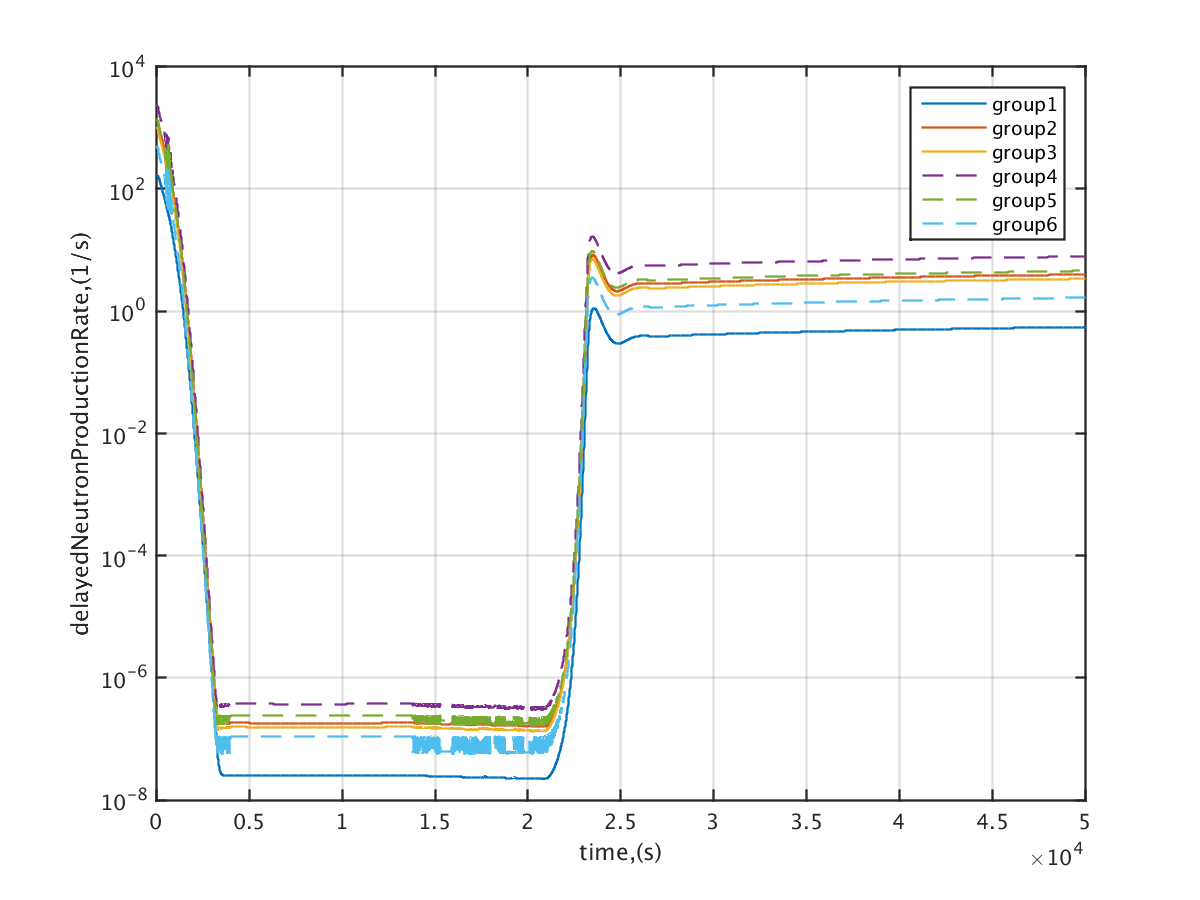 10^4
10^2
10^0
10^-2
10^-4
10^-6
10^-8
delayedNeutronProductionRate,(1/s)
group1
group2
group3
group4
group5
group6
0 0.5 1 1.5 2 2.5 3 3.5 4 4.5 5
time,(s)
×10^4